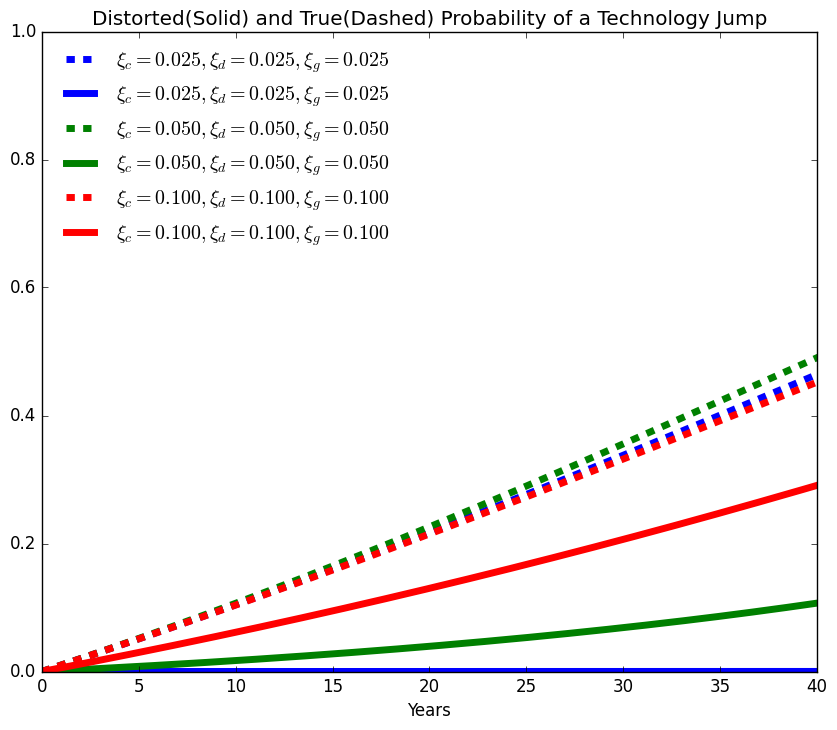 Distorted(Solid) and True(Dashed) Probability of a Technology Jump
1.0
ξc = 0.025, ξd = 0.025, ξg = 0.025
ξc = 0.025, ξd = 0.025, ξg = 0.025
ξc = 0.050, ξd = 0.050, ξg = 0.050
ξc = 0.050, ξd = 0.050, ξg = 0.050
ξc = 0.100, ξd = 0.100, ξg = 0.100
ξc = 0.100, ξd = 0.100, ξg = 0.100
0.8
0.6
0.4
0.2
0.0
0 5 10 15 20 25 30 35 40
Years